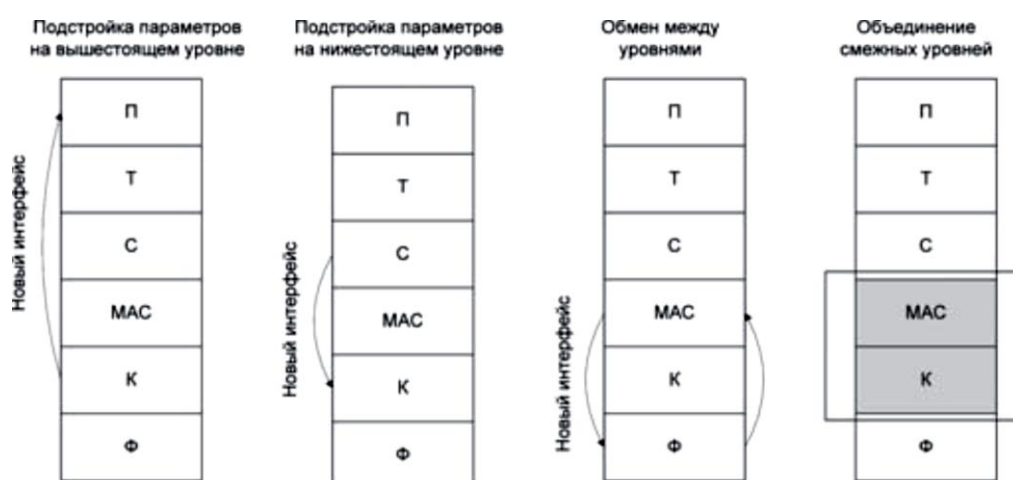 Подстройка параметров
на вышестоящем уровне
Новый интерфейс
П
Т
С
МАС
К
Ф
Подстройка параметров
на нижестоящем уровне
Новый интерфейс
П
Т
С
МАС
К
Ф
Обмен между
уровнями
Новый интерфейс
П
Т
С
МАС
К
Ф
Объединение
смежных уровней
П
Т
С
МАС
К
Ф